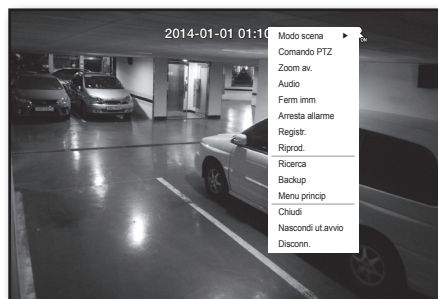 2014-01-01 01:10
Modo scena
Comando PTZ
Zoom av.
Audio
Ferm imm
Arresta allarme
Registr.
Riprod.
Ricerca
Backup
Menu princip
Chiudi
Nascondi ut.avvio
Disconn.
ON